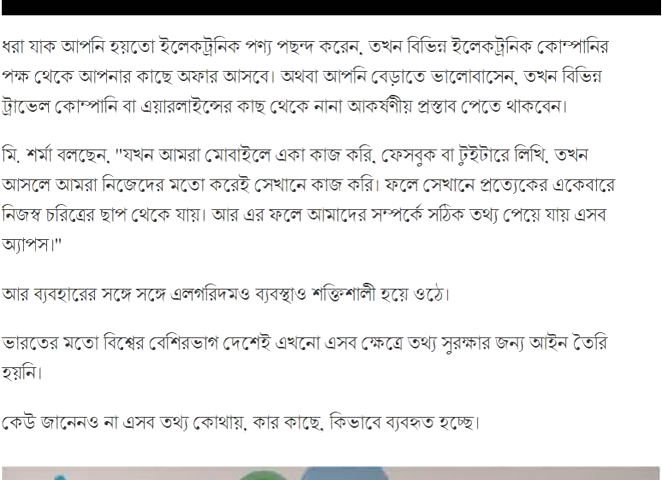 ধরা যাক আপনি হয়তো ইলেকট্রনিক পণ্য পছন্দ করেন, তখন বিভিন্ন ইলেকট্রনিক কোম্পানির
পক্ষ থেকে আপনার কাছে অফার আসবে। অথবা আপনি বেড়াতে ভালোবাসেন, তখন বিভিন্ন
ট্রাভেল কোম্পানি বা এয়ারলাইন্সের কাছ থেকে নানা আকর্ষণীয় প্রস্তাব পেতে থাকবেন।
মি. শর্মা বলছেন, "যখন আমরা মোবাইলে একা কাজ করি, ফেসবুক বা টুইটারে লিখি, তখন
আসলে আমরা নিজেদের মতো করেই সেখানে কাজ করি। ফলে সেখানে প্রত্যেকের একেবারে
নিজস্ব চরিত্রের ছাপ থেকে যায়। আর এর ফলে আমাদের সম্পর্কে সঠিক তথ্য পেয়ে যায় এসব
অ্যাপস।"
আর ব্যবহারের সঙ্গে সঙ্গে এলগরিদমও ব্যবস্থাও শক্তিশালী হয়ে ওঠে।
ভারতের মতো বিশ্বের বেশিরভাগ দেশেই এখনো এসব ক্ষেত্রে তথ্য সুরক্ষার জন্য আইন তৈরি
হয়নি।
কেউ জানেনও না এসব তথ্য কোথায়, কার কাছে, কিভাবে ব্যবহৃত হচ্ছে।